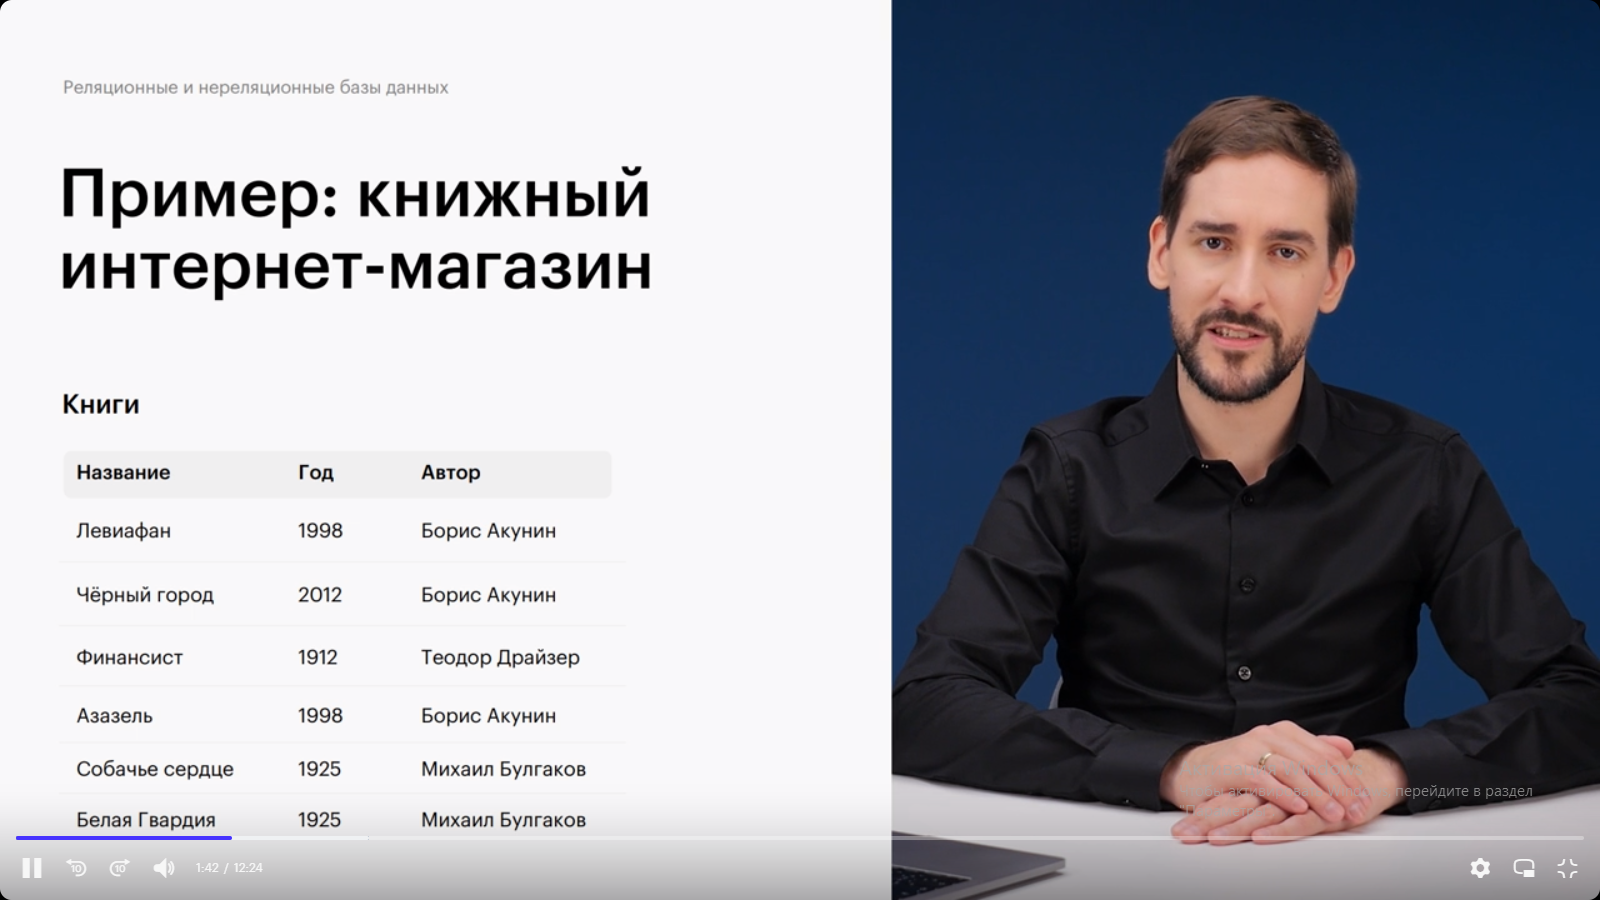 Реляционные и нереляционные базы данных
Пример: книжный
интернет-магазин
Книги
Название Год Автор
Левиафан 1998 Борис Акунин
Чёрный город 2012 Борис Акунин
Финансист 1912 Теодор Драйзер
Азазель 1998 Борис Акунин
Собачье сердце 1925 Михаил Булгаков
Белая Гвардия 1925 Михаил Булгаков
перейдите в раздел
10 10 1:42 / 12:24